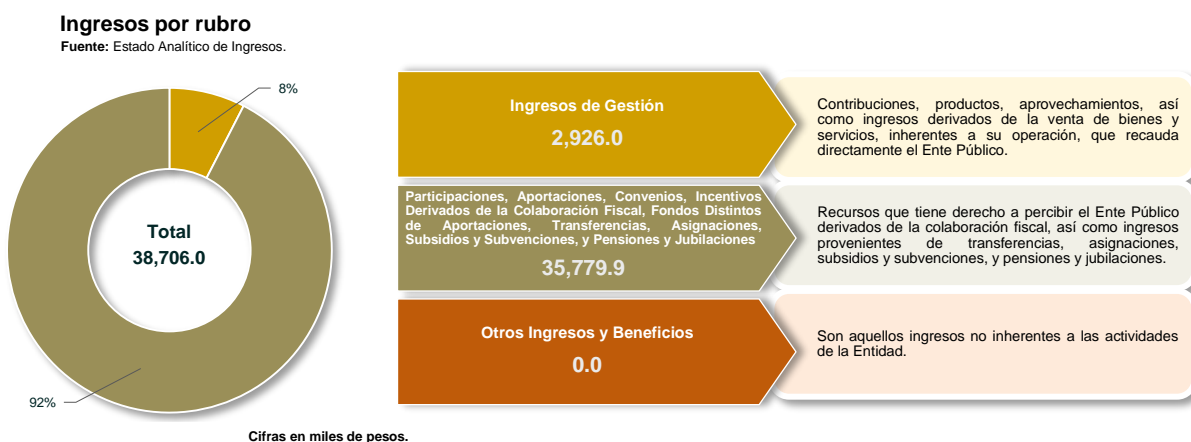 Ingresos por rubro
Fuente: Estado Analítico de Ingresos.
8%
Total
38,706.0
92%
Ingresos de Gestión
2,926.0
Contribuciones, productos, aprovechamientos, así
como ingresos derivados de la venta de bienes y
servicios, inherentes a su operación, que recauda
directamente el Ente Público.
Participaciones, Aportaciones, Convenios, Incentivos
Derivados de la Colaboración Fiscal, Fondos Distintos
de Aportaciones, Transferencias, Asignaciones,
Subsidios y Subvenciones, y Pensiones y Jubilaciones
35,779.9
Recursos que tiene derecho a percibir el Ente Público
derivados de la colaboración fiscal, así como ingresos
provenientes de transferencias, asignaciones,
subsidios y subvenciones, y pensiones y jubilaciones.
Otros Ingresos y Beneficios
0.0
Son aquellos ingresos no inherentes a las actividades
de la Entidad.
Cifras en miles de pesos.